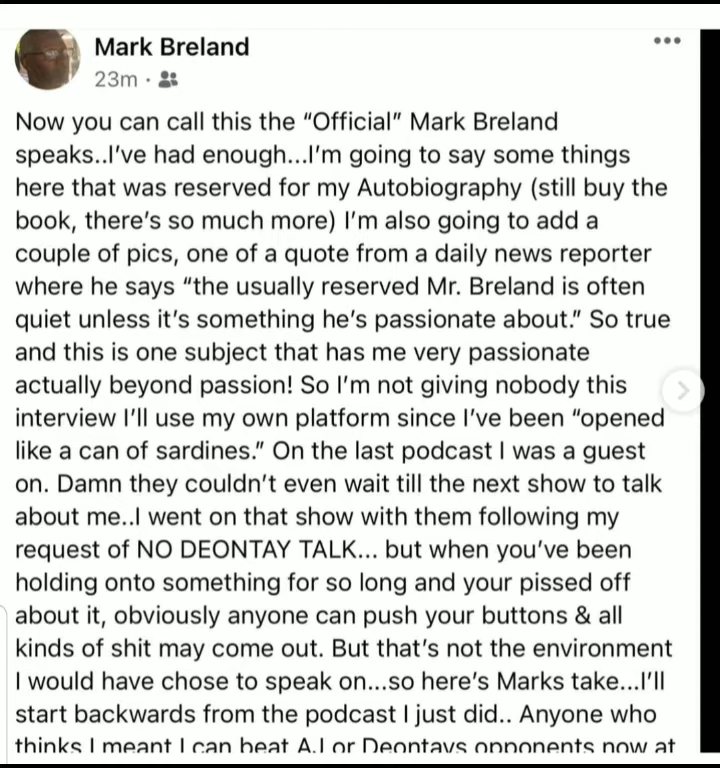 Mark Breland
23m ·
Now you can call this the “Official” Mark Breland
speaks..I've had enough...I'm going to say some things
here that was reserved for my Autobiography (still buy the
book, there's so much more) I'm also going to add a
couple of pics, one of a quote from a daily news reporter
where he says “the usually reserved Mr. Breland is often
quiet unless it's something he's passionate about.” So true
and this is one subject that has me very passionate
actually beyond passion! So I'm not giving nobody this
interview I'll use my own platform since I've been “opened
like a can of sardines.” On the last podcast I was a guest
on. Damn they couldn't even wait till the next show to talk
about me..I went on that show with them following my
request of NO DEONTAY TALK... but when you've been
holding onto something for so long and your pissed off
about it, obviously anyone can push your buttons & all
kinds of shit may come out. But that's not the environment
I would have chose to speak on...so here's Marks take...I'll
start backwards from the podcast I just did.. Anyone who
thinks I meant I can beat A.J or Deontays opponents now at